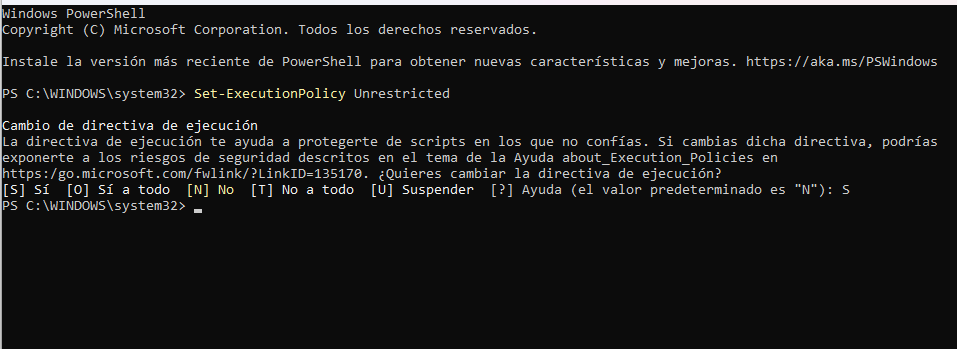 Windows PowerShell
Copyright (C) Microsoft Corporation. Todos los derechos reservados.
Instale la versión más reciente de PowerShell para obtener nuevas características y mejoras. https://aka.ms/PSWindows
PS C:\WINDOWS\system32> Set-ExecutionPolicy Unrestricted
Cambio de directiva de ejecución
La directiva de ejecución te ayuda a protegerte de scripts en los que no confías. Si cambias dicha directiva, podrías
exponerte a los riesgos de seguridad descritos en el tema de la Ayuda about_Execution_Policies en
https:/go.microsoft.com/fwlink/?LinkID=135170. ¿Quieres cambiar la directiva de ejecución?
[S] Sí  [O] Sí a todo  [N] No  [T] No a todo  [U] Suspender  [?] Ayuda (el valor predeterminado es "N"): S
PS C:\WINDOWS\system32>